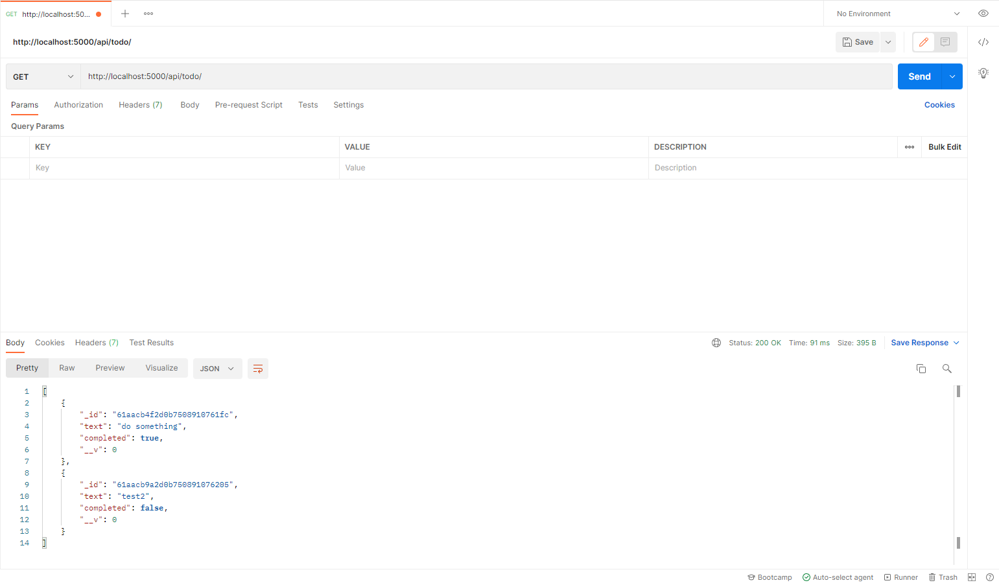 GET http://localhost:50...
No Environment
http://localhost:5000/api/todo/
Save
GET
http://localhost:5000/api/todo/
Send
Params Authorization Headers (7) Body Pre-request Script Tests Settings Cookies
Query Params
KEY VALUE DESCRIPTION Bulk Edit
Key Value Description
Body Cookies Headers (7) Test Results Status: 200 OK Time: 91 ms Size: 395 B Save Response
Pretty Raw Preview Visualize JSON
1 [
2 {
3 "_id": "61aacb4f2d0b7508910761fc",
4 "text": "do something",
5 "completed": true,
6 "__v": 0
7 },
8 {
9 "_id": "61aacb9a2d0b750891076205",
10 "text": "test2",
11 "completed": false,
12 "__v": 0
13 }
14 ]
Bootcamp Auto-select agent Runner Trash